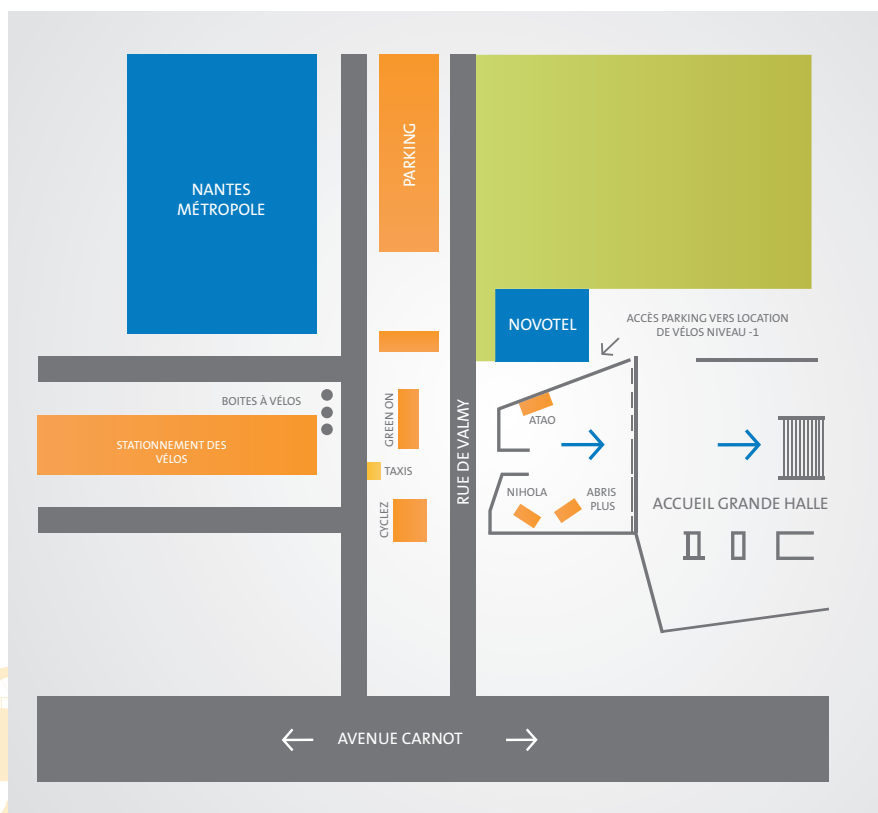 PARKING
NANTES
MÉTROPOLE
NOVOTEL
ACCÈS PARKING VERS LOCATION
DE VÉLOS NIVEAU -1
BOITES À VÉLOS
GREEN ON
RUE DE VALMY
ATAO
STATIONNEMENT DES
VÉLOS
TAXIS
NIHOLA
ABRIS
PLUS
ACCUEIL GRANDE HALLE
CYCLEZ
AVENUE CARNOT